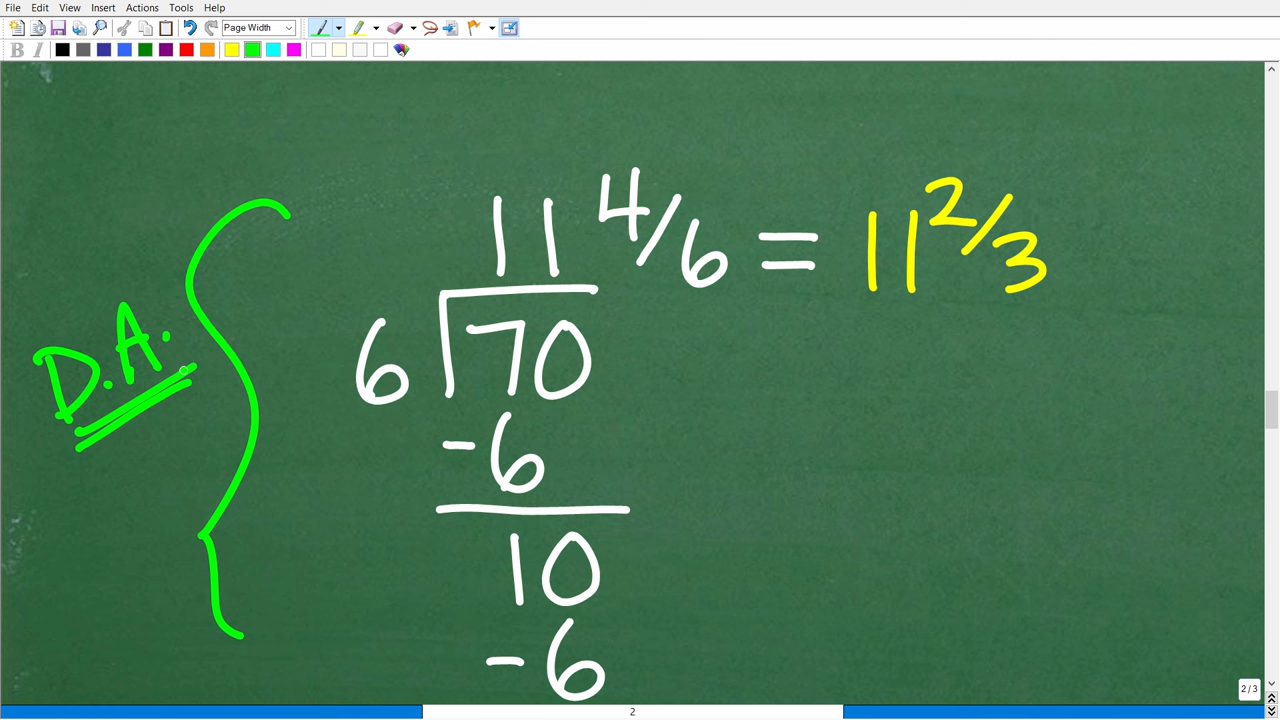 File Edit View Insert Actions Tools Help
Page Width
B I
11 4/6 = 11 2/3
6 70
D.A.
-6
10
-6
2 / 3
2